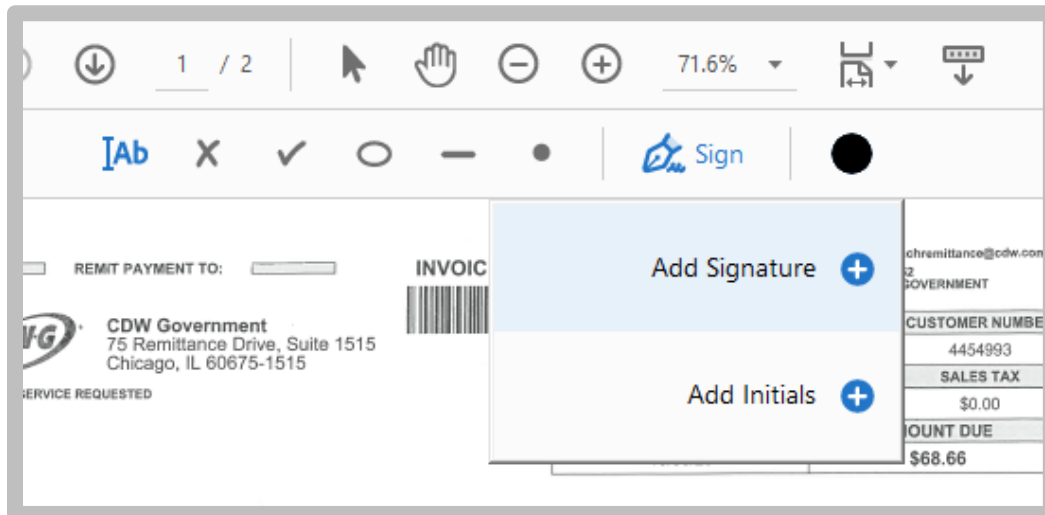 1 / 2 71.6%
Ab Sign
REMIT PAYMENT TO: INVOIC
Add Signature
Add Initials
chremittance@cdw.com
GOVERNMENT
CDW Government
75 Remittance Drive, Suite 1515
Chicago, IL 60675-1515
ERVICE REQUESTED
CUSTOMER NUMBE
4454993
SALES TAX
$0.00
OUNT DUE
$68.66